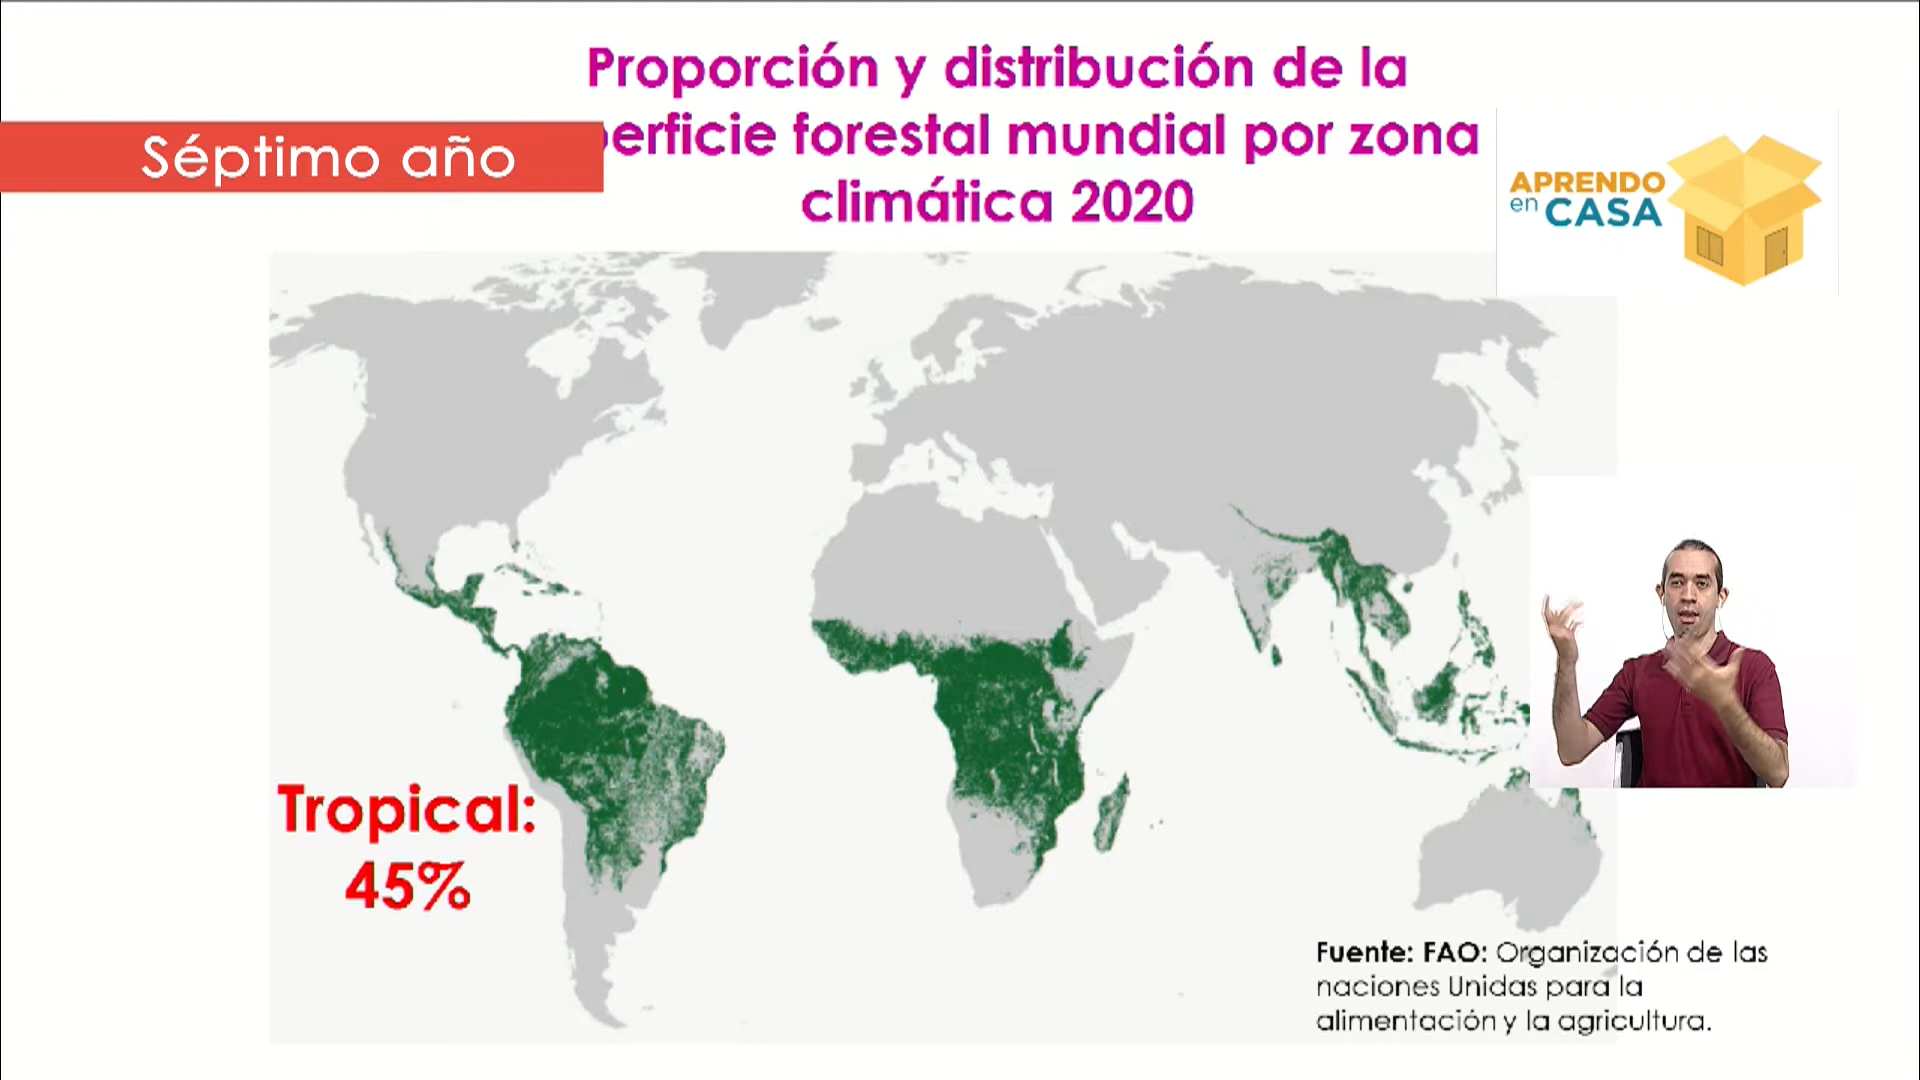 Proporción y distribución de la
perficie forestal mundial por zona
climática 2020
Séptimo año
APRENDO
en CASA
Tropical:
45%
Fuente: FAO: Organización de las
naciones Unidas para la
alimentación y la agricultura.